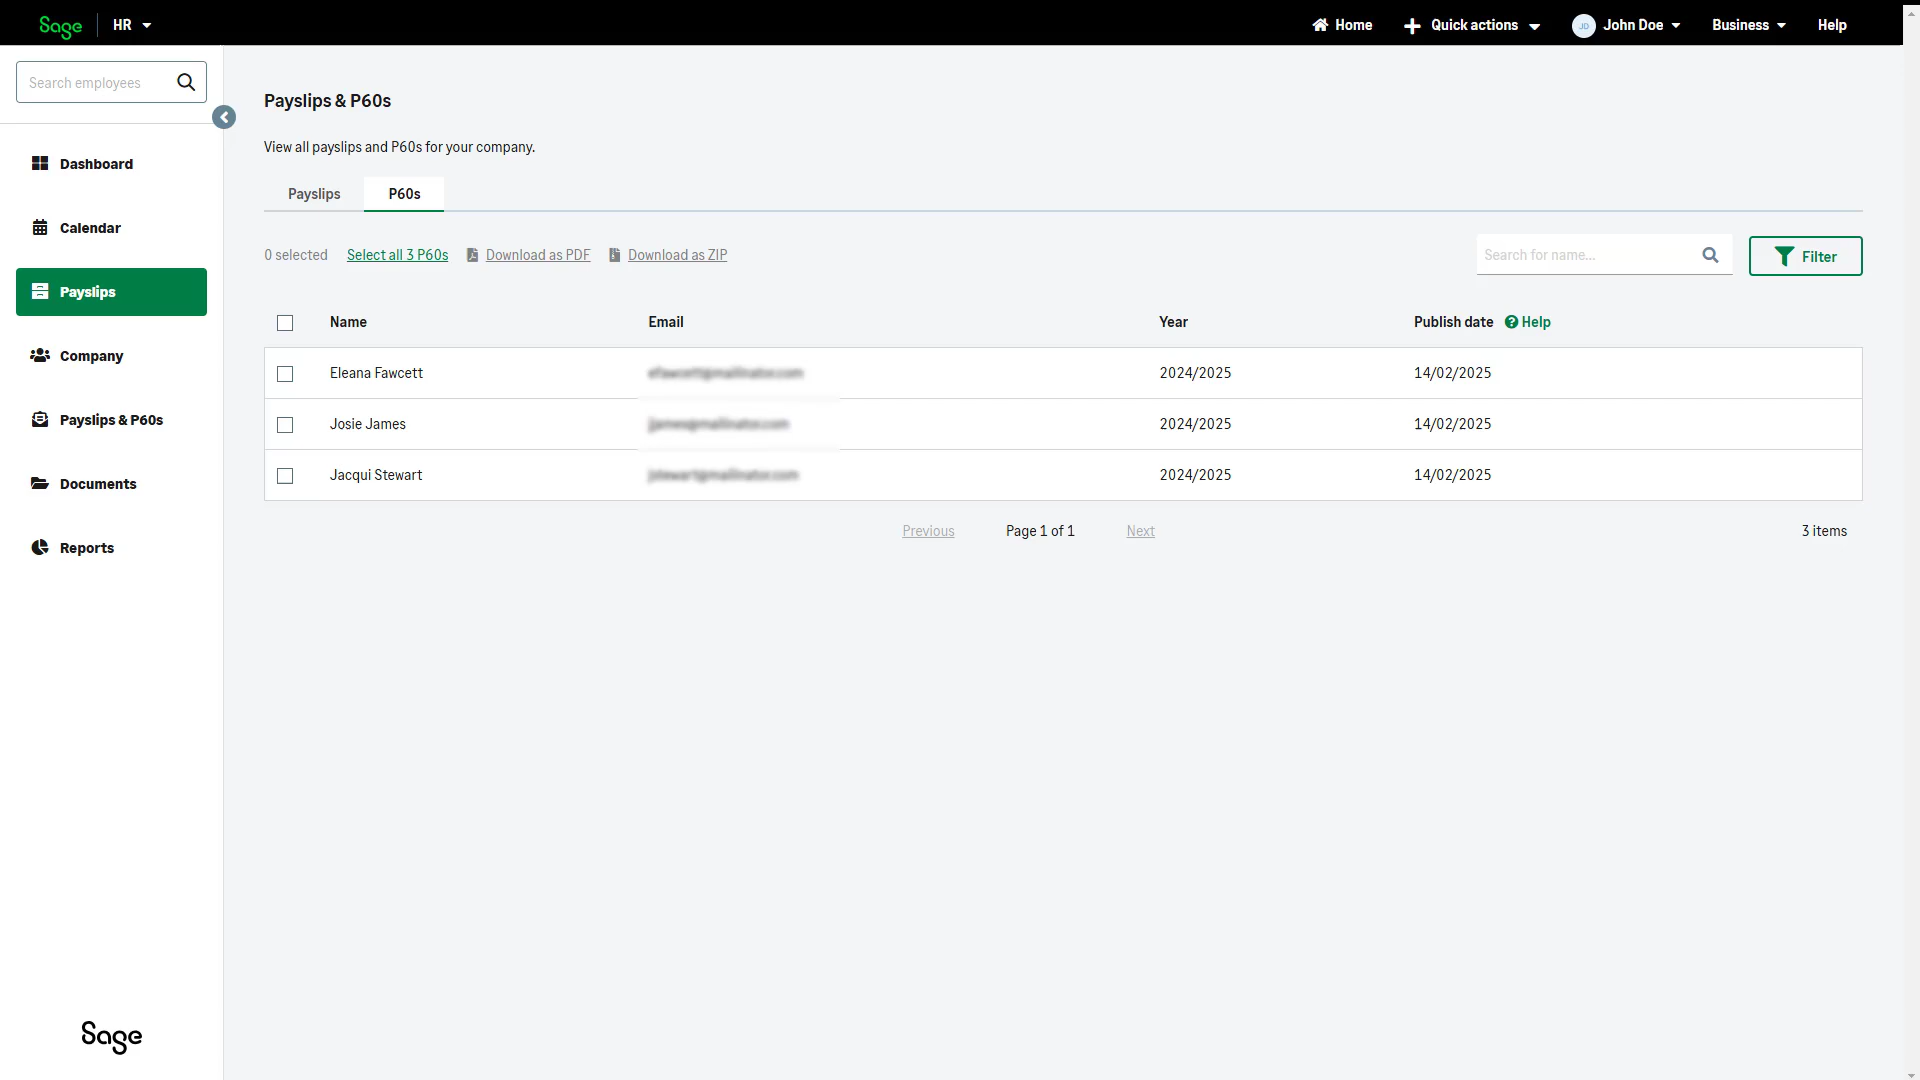 Sage HR Home Quick actions JD John Doe Business Help
Search employees
Dashboard
Calendar
Payslips
Company
Payslips & P60s
Documents
Reports
Sage
Payslips & P60s
View all payslips and P60s for your company.
Payslips P60s
0 selected Select all 3 P60s Download as PDF Download as ZIP Search for name... Filter
Name Email Year Publish date Help
Eleana Fawcett 2024/2025 14/02/2025
Josie James 2024/2025 14/02/2025
Jacqui Stewart 2024/2025 14/02/2025
Previous Page 1 of 1 Next 3 items